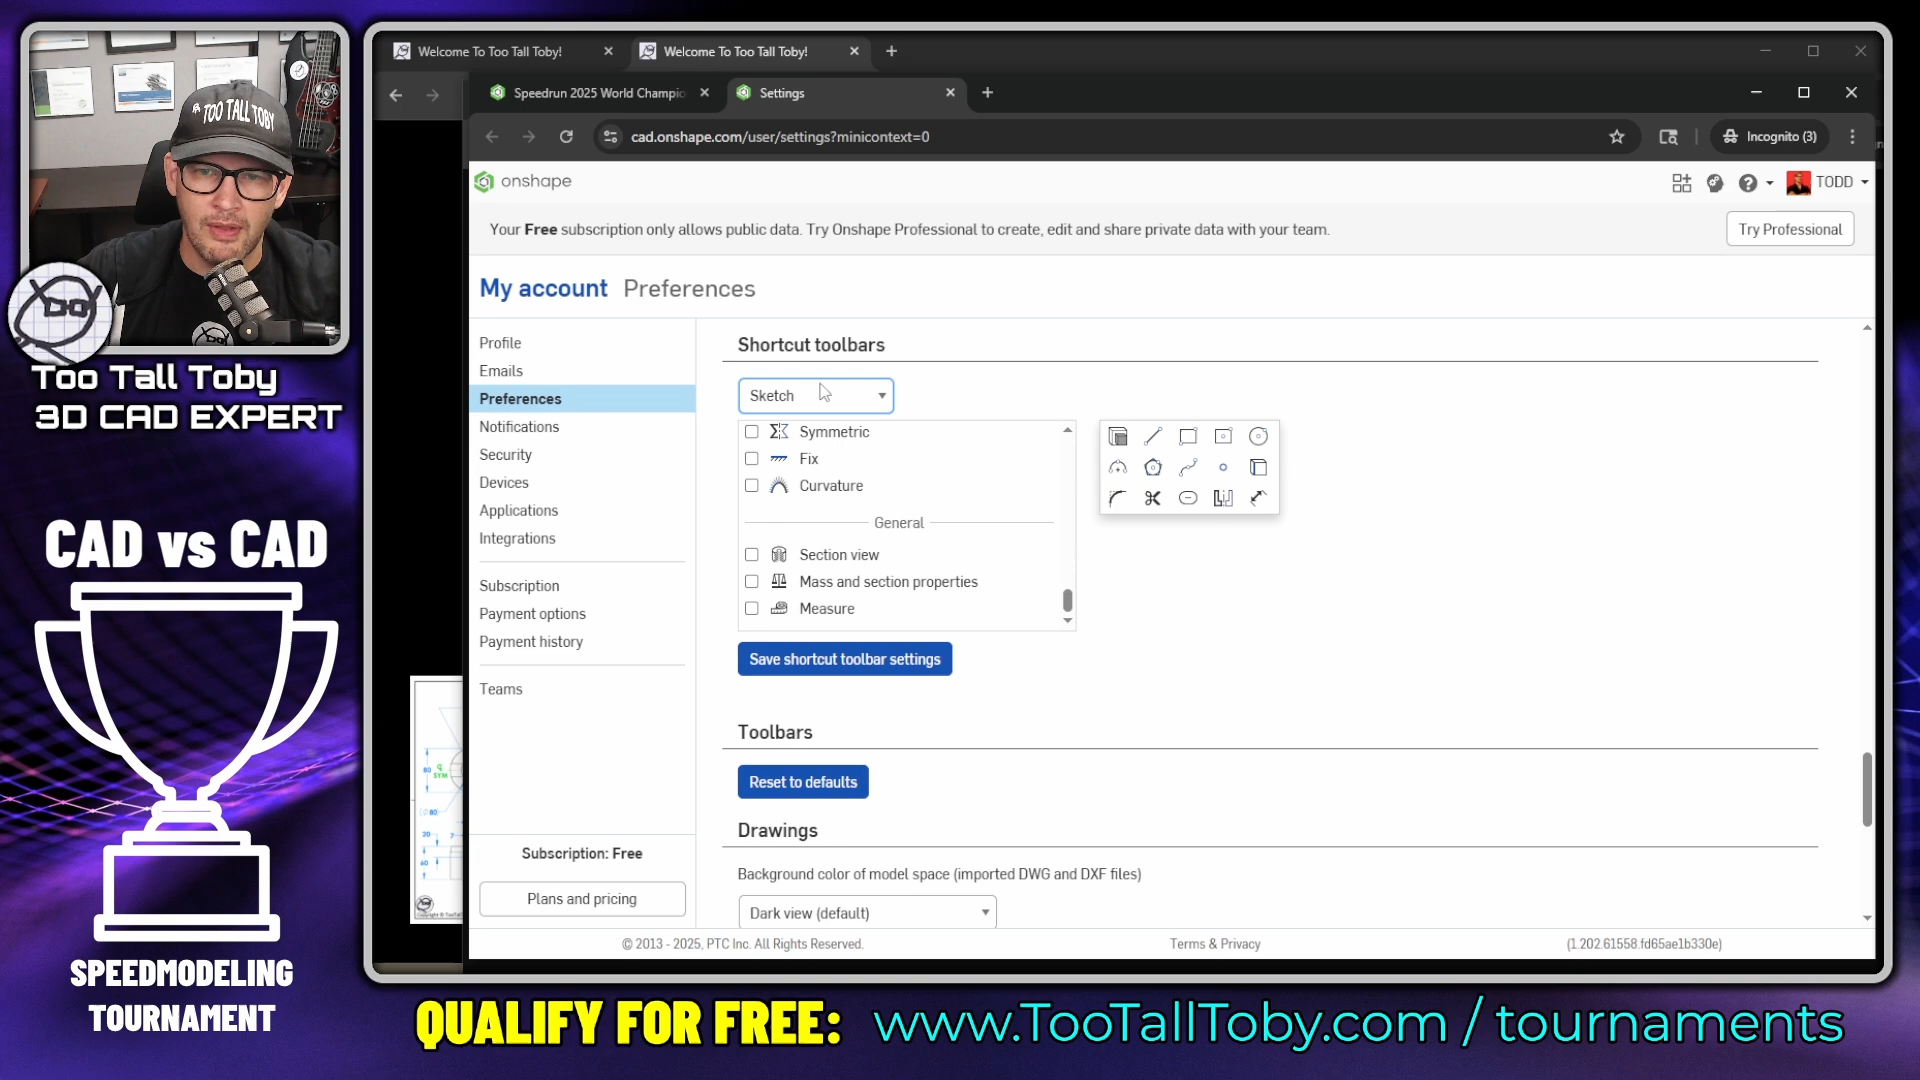 Welcome To Too Tall Toby!
Welcome To Too Tall Toby!
Speedrun 2025 World Champio
Settings
cad.onshape.com/user/settings?minicontext=0
Incognito (3)
onshape
TODD
Your Free subscription only allows public data. Try Onshape Professional to create, edit and share private data with your team.
Try Professional
My account Preferences
Profile
Emails
Preferences
Notifications
Security
Devices
Applications
Integrations
Subscription
Payment options
Payment history
Teams
Subscription: Free
Plans and pricing
Shortcut toolbars
Sketch
Symmetric
Fix
Curvature
General
Section view
Mass and section properties
Measure
Save shortcut toolbar settings
Toolbars
Reset to defaults
Drawings
Background color of model space (imported DWG and DXF files)
Dark view (default)
© 2013 - 2025, PTC Inc. All Rights Reserved.
Terms & Privacy
(1.202.61558.fd65ae1b330e)
TOO TALL TOBY
Too Tall Toby
3D CAD EXPERT
CAD vs CAD
SPEEDMODELING
TOURNAMENT
80
SYM
80
20
60
QUALIFY FOR FREE: www.TooTallToby.com / tournaments